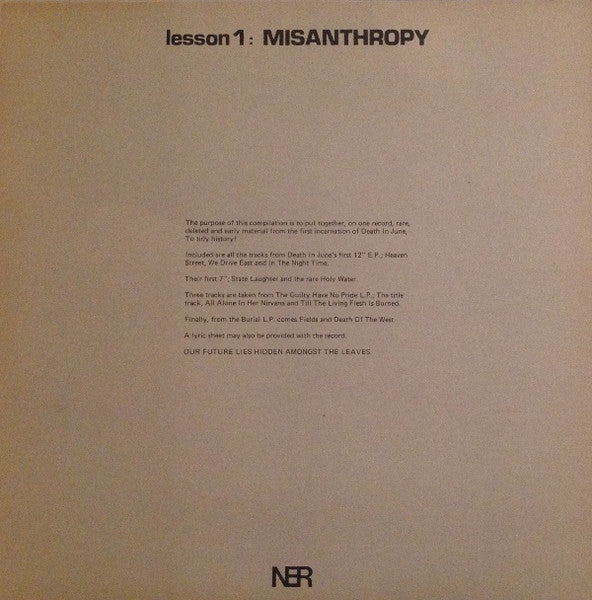 lesson 1: MISANTHROPY
The purpose of this compilation is to put together, on one record, rare,
deleted and early material from the first incarnation of Death In June.
To tidy history!
Included are all the tracks from Death In June's first 12" E.P.; Heaven
Street, We Drive East and In The Night Time.
Their first 7"; State Laughter and the rare Holy Water.
Three tracks are taken from The Guilty Have No Pride L.P.; The title
track, All Alone In Her Nirvana and Till The Living Flesh Is Burned.
Finally, from the Burial L.P. comes Fields and Death Of The West.
A lyric sheet may also be provided with the record.
OUR FUTURE LIES HIDDEN AMONGST THE LEAVES.
NER